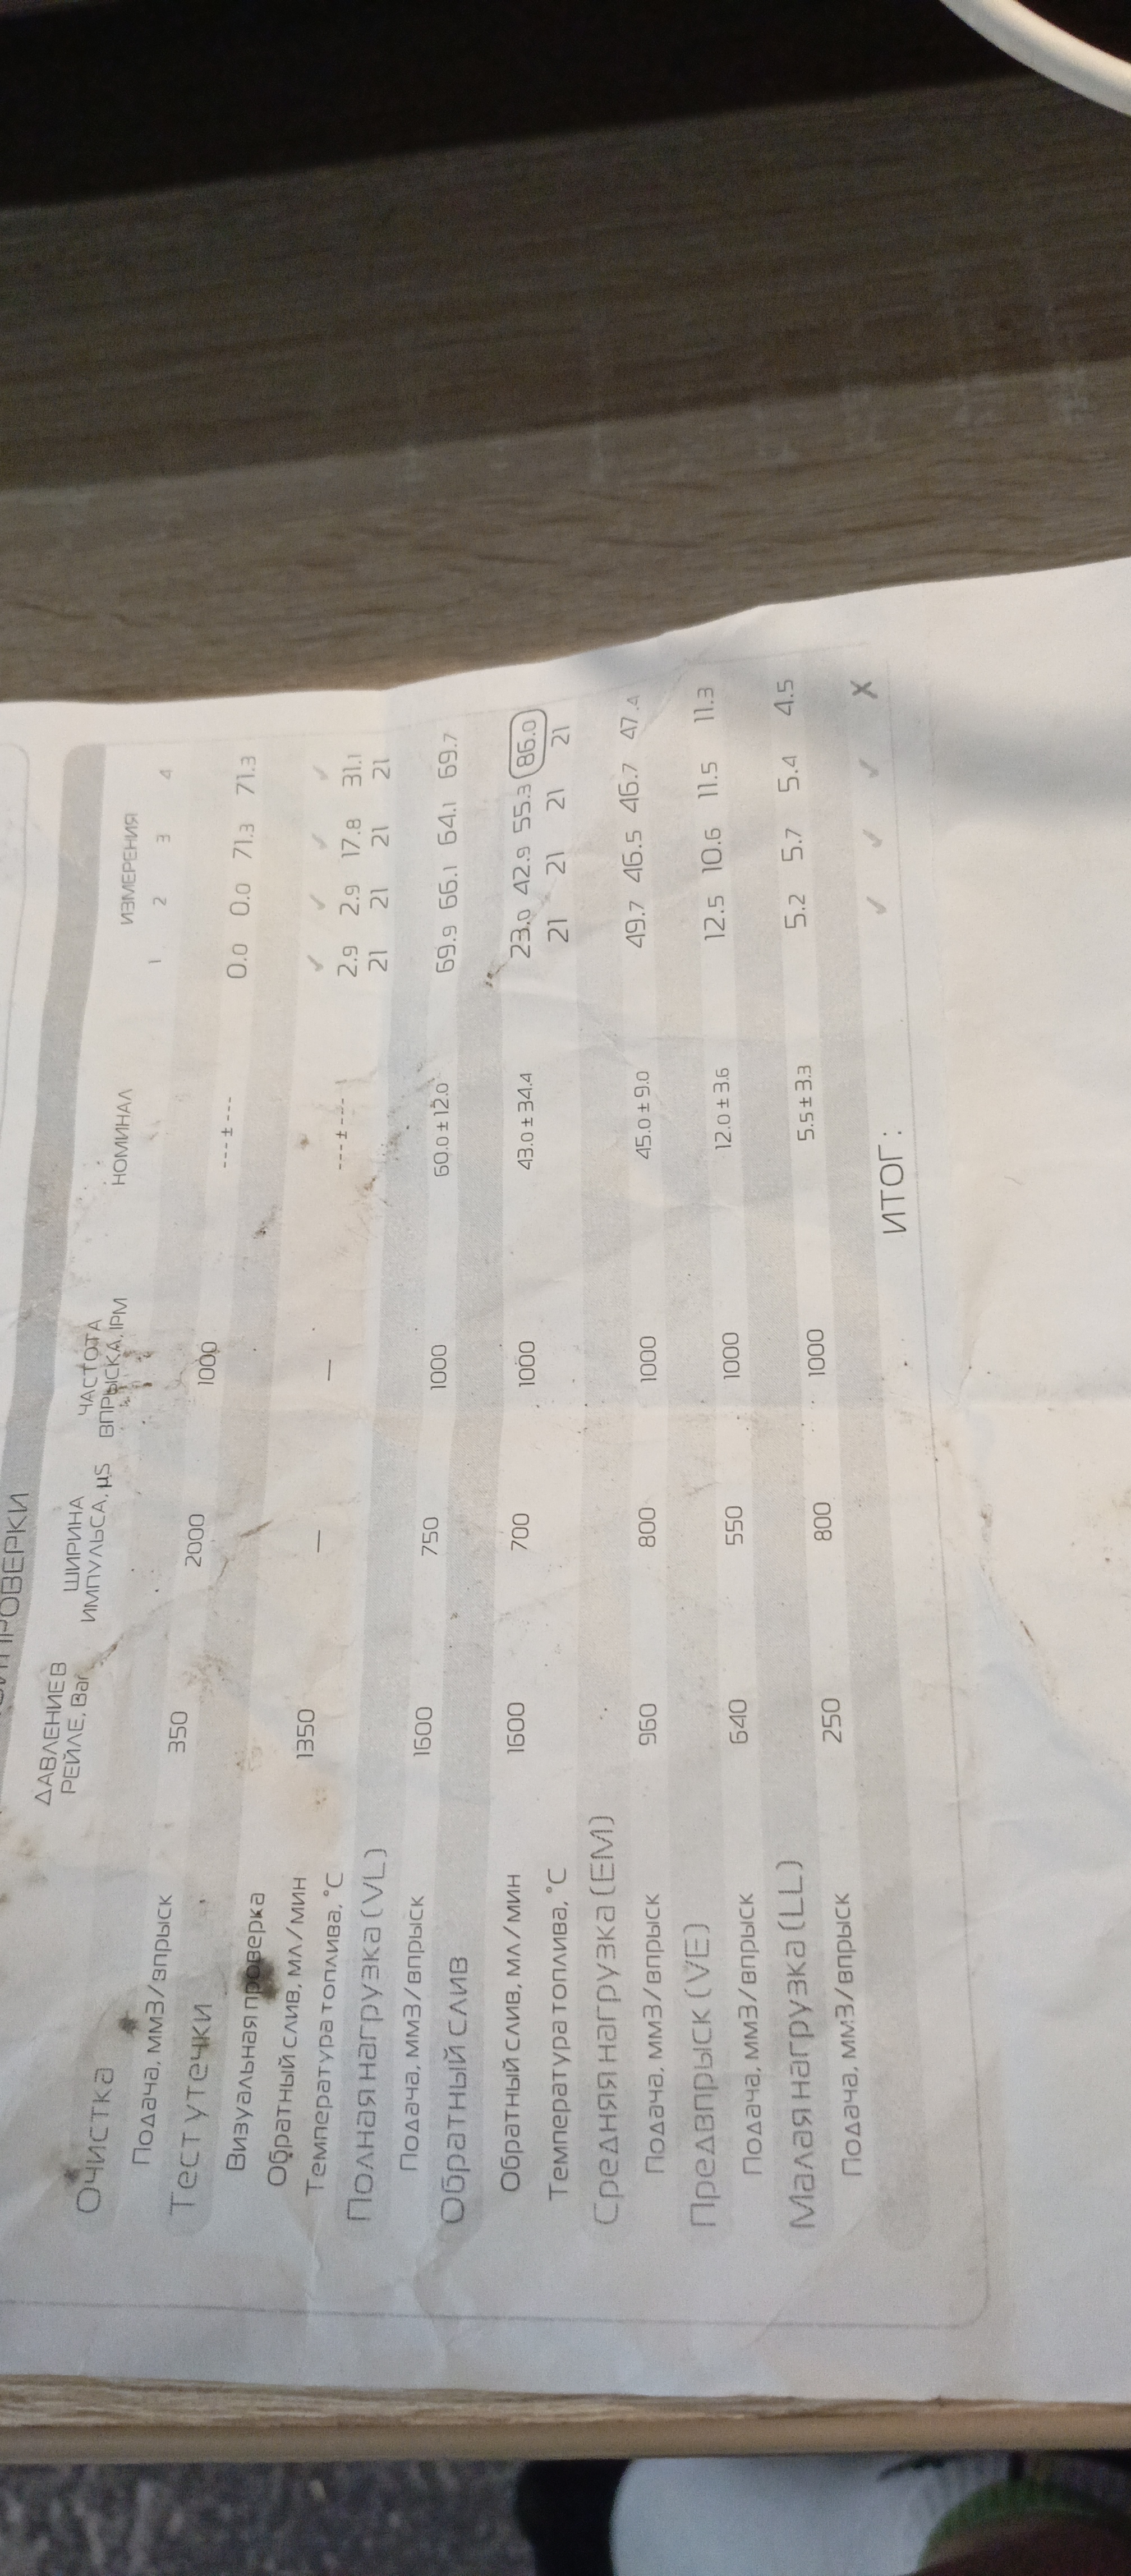 ПРОВЕРКИ
ДАВЛЕНИЕ В РЕЙЛЕ, Bar ШИРИНА ИМПУЛЬСА, µS ЧАСТОТА ВПРЫСКА, IPM НОМИНАЛ ИЗМЕРЕНИЯ
1 2 3 4
Очистка 350 2000 1000
Подача, мм3/впрыск ---±--- 0.0 0.0 71.3 71.3
Тест утечки 1350 — —
Визуальная проверка ✓ ✓ ✓ ✓
Обратный слив, мл/мин ---±--- 2.9 2.9 17.8 31.1
Температура топлива, °C 21 21 21 21
Полная нагрузка (VL) 1600 750 1000
Подача, мм3/впрыск 60.0±12.0 69.9 66.1 64.1 69.7
Обратный слив 1600 700 1000
Обратный слив, мл/мин 43.0±34.4 23.0 42.9 55.3 86.0
Температура топлива, °C 21 21 21 21
Средняя нагрузка (EM) 960 800 1000
Подача, мм3/впрыск 45.0±9.0 49.7 46.5 46.7 47.4
Предвпрыск (VE) 640 550 1000
Подача, мм3/впрыск 12.0±3.6 12.5 10.6 11.5 11.3
Малая нагрузка (LL) 250 800 1000
Подача, мм3/впрыск 5.5±3.3 5.2 5.7 5.4 4.5
ИТОГ: ✓ ✓ ✓ X